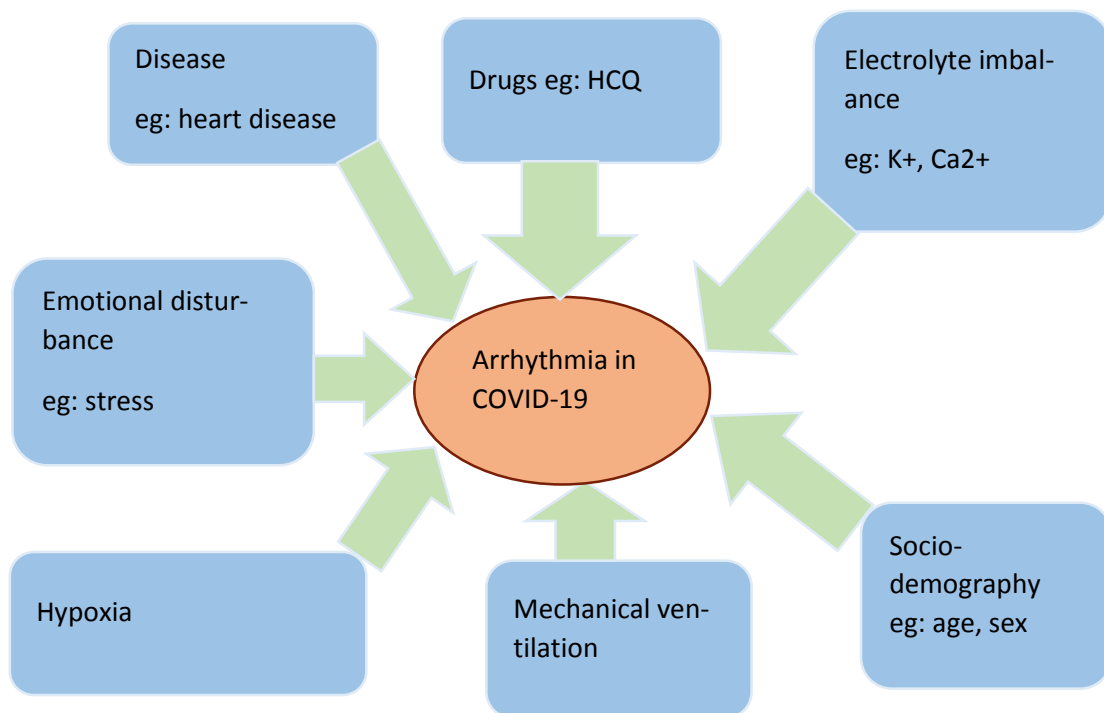 Disease
eg: heart disease
Drugs eg: HCQ
Electrolyte imbal-
ance
eg: K+, Ca2+
Emotional distur-
bance
eg: stress
Arrhythmia in
COVID-19
Hypoxia
Mechanical ven-
tilation
Socio-
demography
eg: age, sex